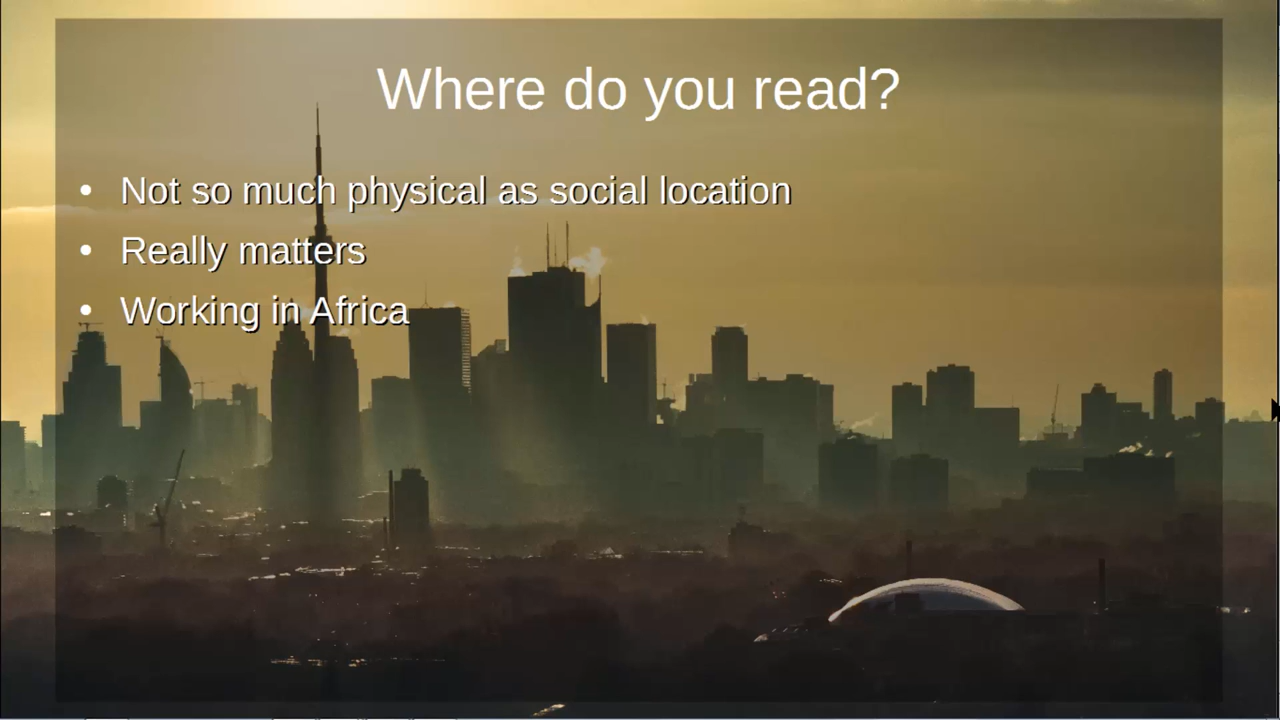 Where do you read?
• Not so much physical as social location
• Really matters
• Working in Africa